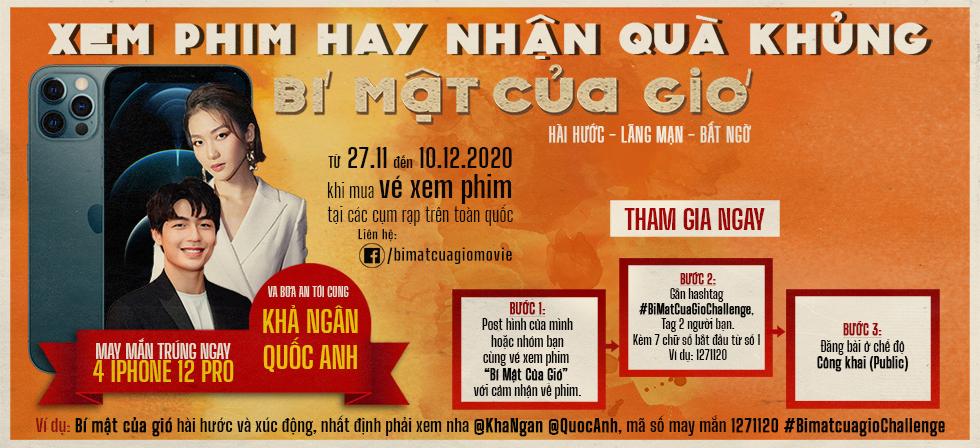 XEM PHIM HAY NHẬN QUÀ KHỦNG
BÍ MẬT CỦA GIÓ
HÀI HƯỚC - LÃNG MẠN - BẤT NGỜ
Từ 27.11 đến 10.12.2020
khi mua vé xem phim
tại các cụm rạp trên toàn quốc
Liên hệ:
/bimatcuagiomovie
VÀ BỮA ĂN TỐI CÙNG
KHẢ NGÂN
QUỐC ANH
MAY MẮN TRÚNG NGAY
4 IPHONE 12 PRO
THAM GIA NGAY
BƯỚC 1:
Post hình của mình
hoặc nhóm bạn
cùng vé xem phim
“Bí Mật Của Gió”
với cảm nhận về phim.
BƯỚC 2:
Gắn hashtag
#BiMatCuaGioChallenge,
Tag 2 người bạn.
Kèm 7 chữ số bắt đầu từ số 1
Ví dụ: 1271120
BƯỚC 3:
Đăng bài ở chế độ
Công khai (Public)
Ví dụ: Bí mật của gió hài hước và xúc động, nhất định phải xem nha @KhaNgan @QuocAnh, mã số may mắn 1271120 #BimatcuagioChallenge